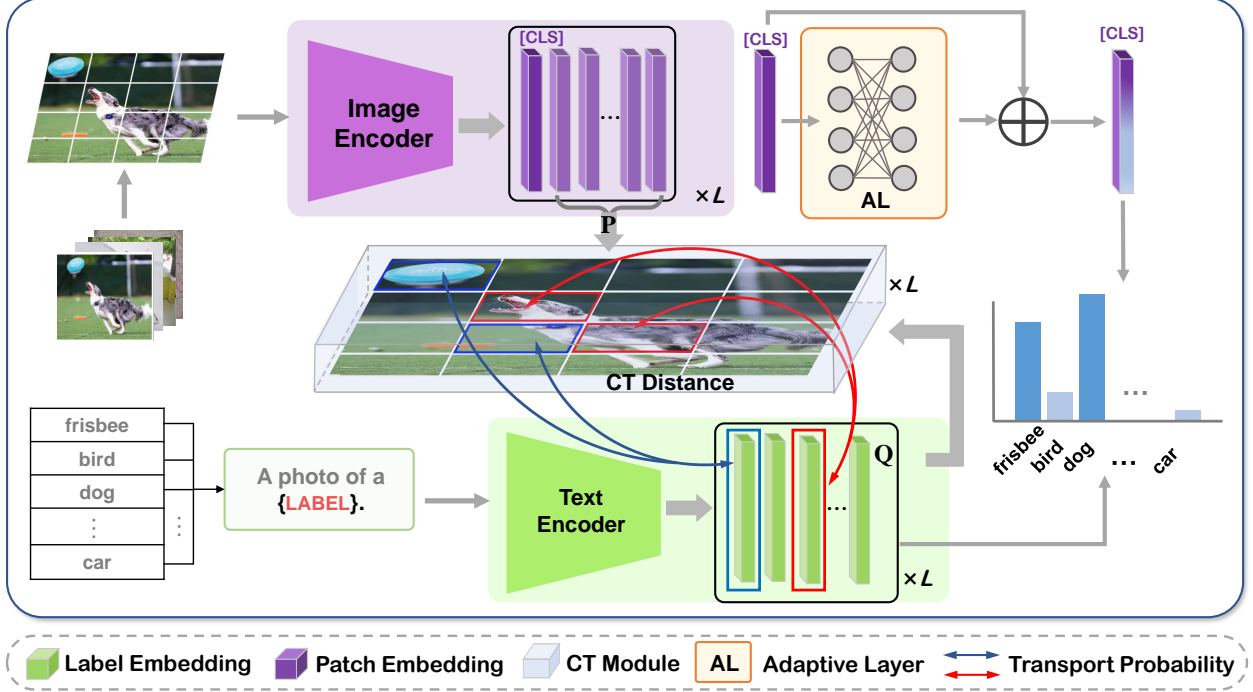 [CLS]
Image
Encoder
...
× L
P
[CLS]
AL
[CLS]
× L
CT Distance
frisbee
bird
dog
⋮
car
⋮
A photo of a
{LABEL}.
Text
Encoder
Q
...
× L
...
frisbee
bird
dog
...
car
Label Embedding
Patch Embedding
CT Module
AL
Adaptive Layer
Transport Probability